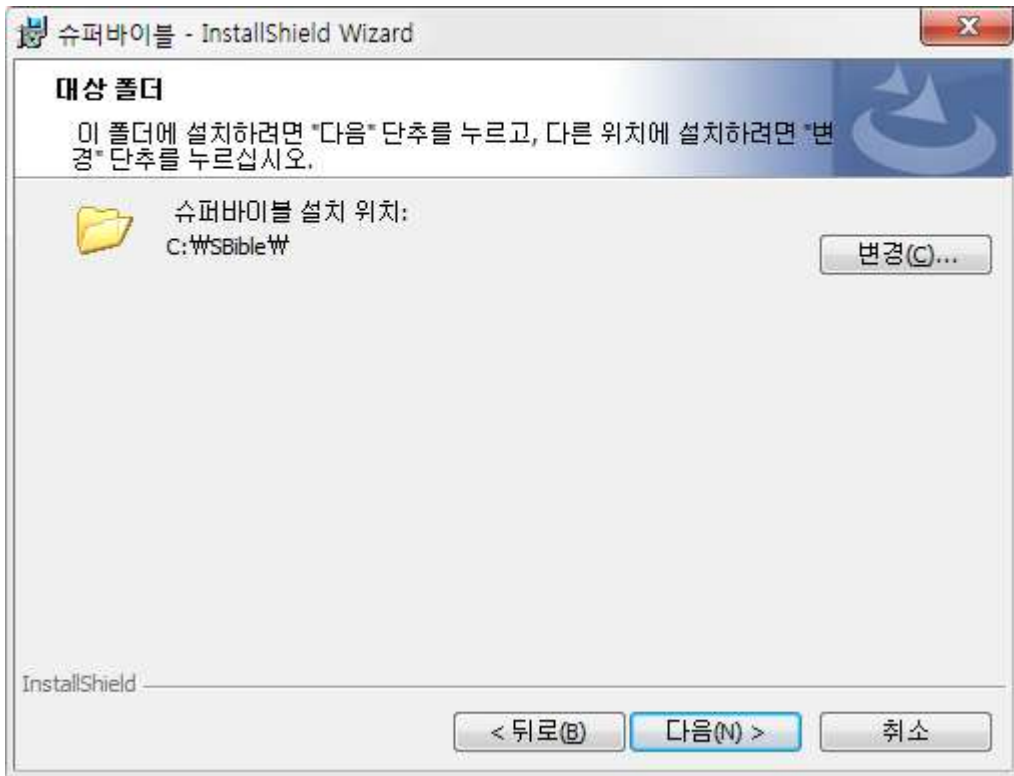 슈퍼바이블 - InstallShield Wizard
대상 폴더
이 폴더에 설치하려면 "다음" 단추를 누르고, 다른 위치에 설치하려면 "변
경" 단추를 누르십시오.
슈퍼바이블 설치 위치:
C:₩SBible₩
변경(C)...
InstallShield
< 뒤로(B)
다음(N) >
취소